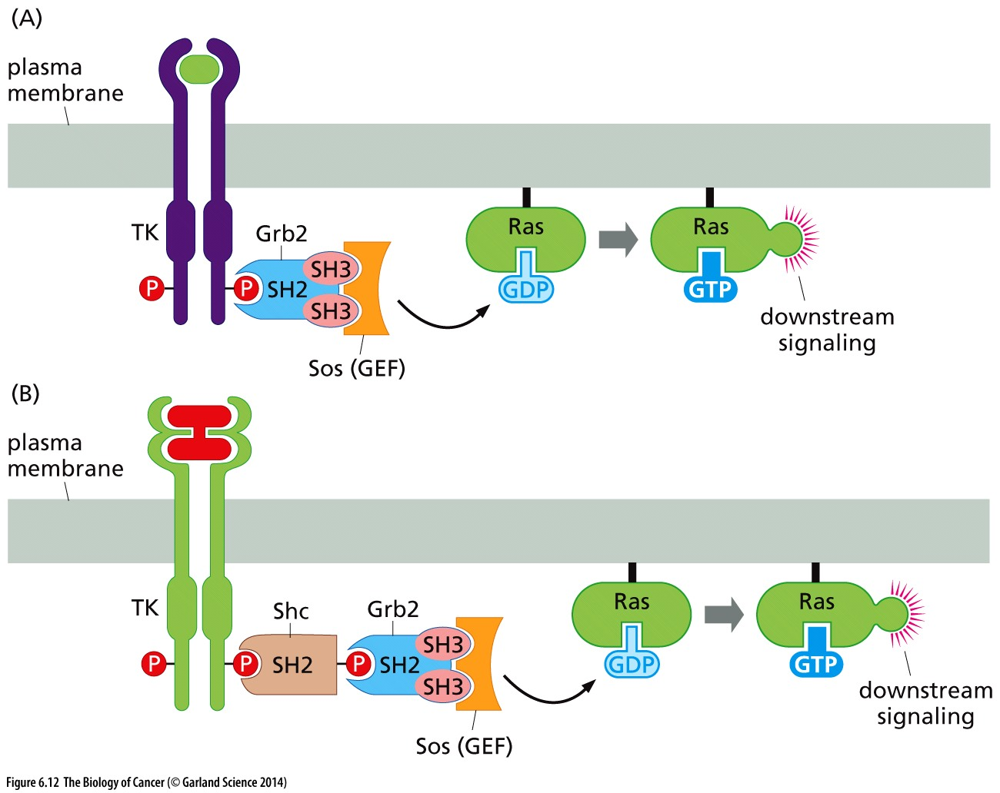 (A)
plasma
membrane
TK
Grb2
P
P
SH2
SH3
SH3
Sos (GEF)
Ras
GDP
Ras
GTP
downstream
signaling
(B)
plasma
membrane
TK
Shc
Grb2
P
P
SH2
P
SH2
SH3
SH3
Sos (GEF)
Ras
GDP
Ras
GTP
downstream
signaling
Figure 6.12 The Biology of Cancer (© Garland Science 2014)